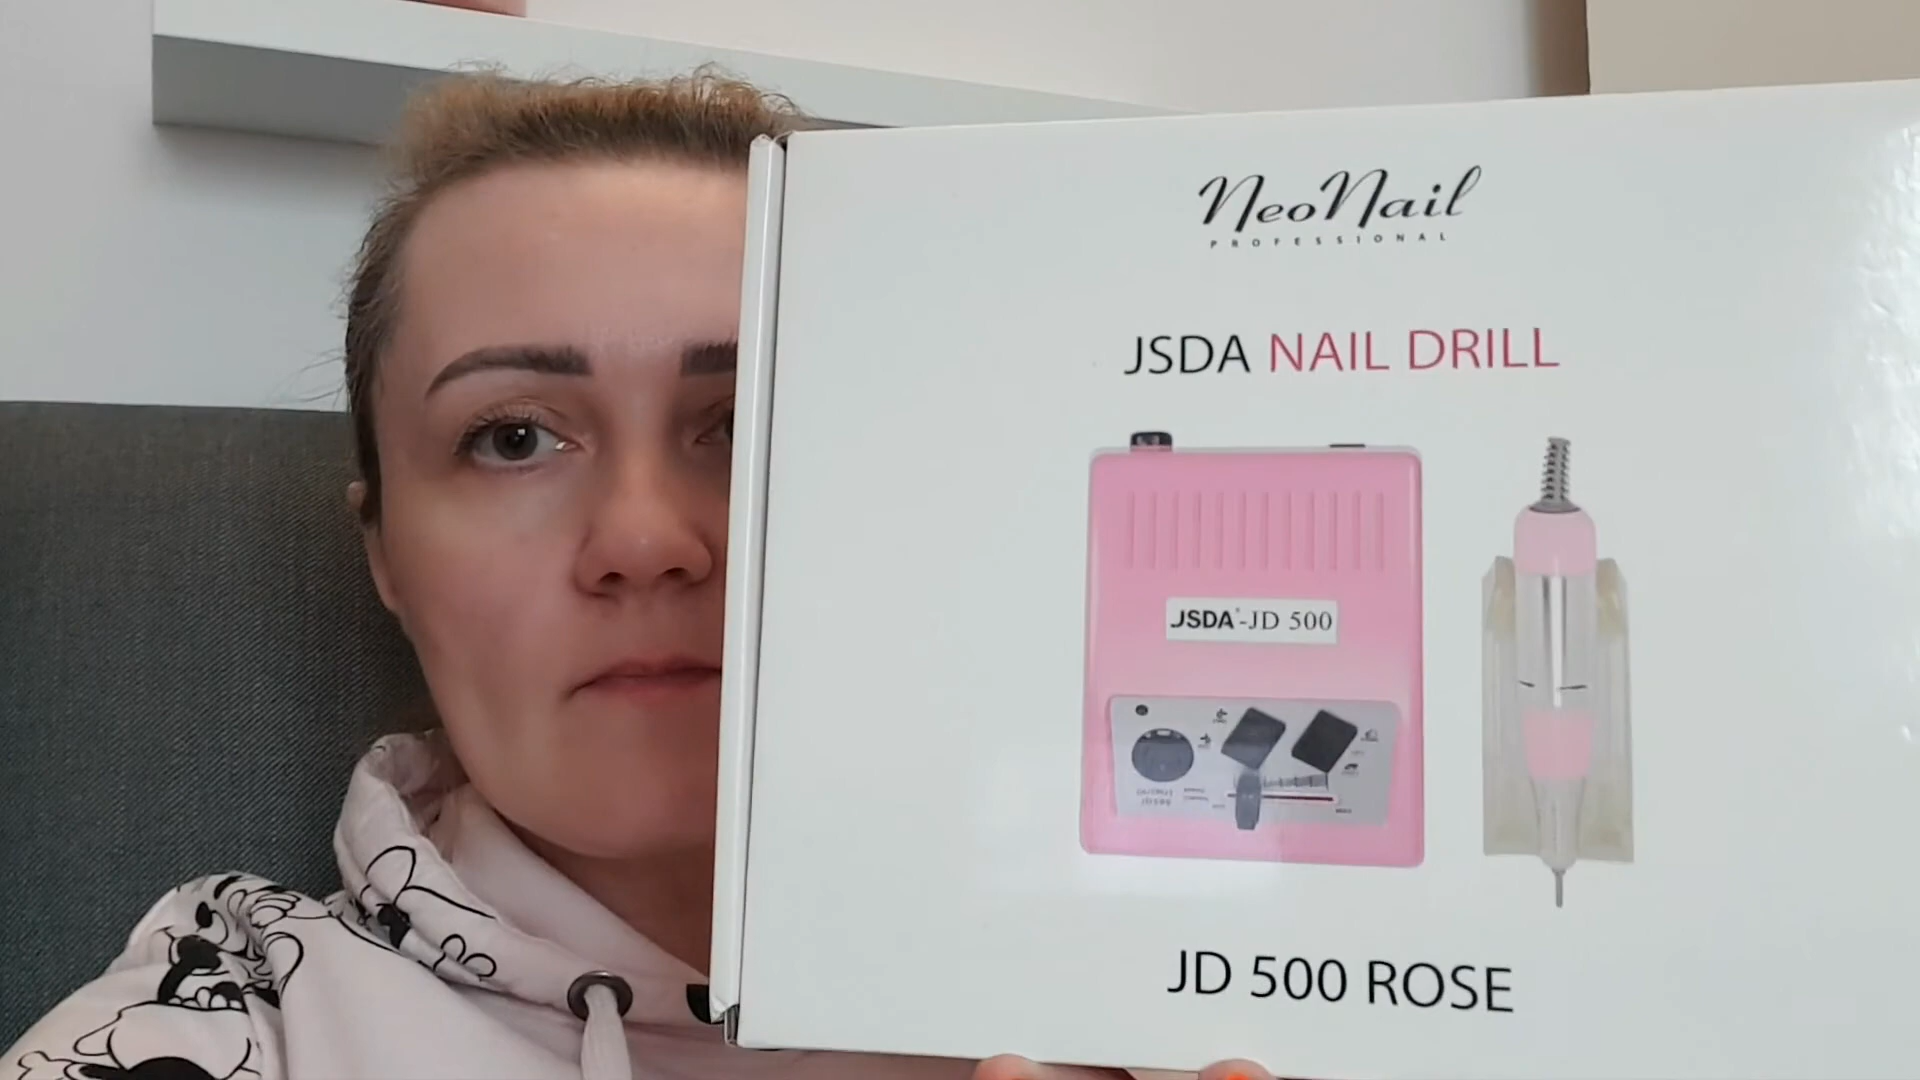 NeoNail
PROFESSIONAL
JSDA NAIL DRILL
JSDA®-JD 500
JD 500 ROSE